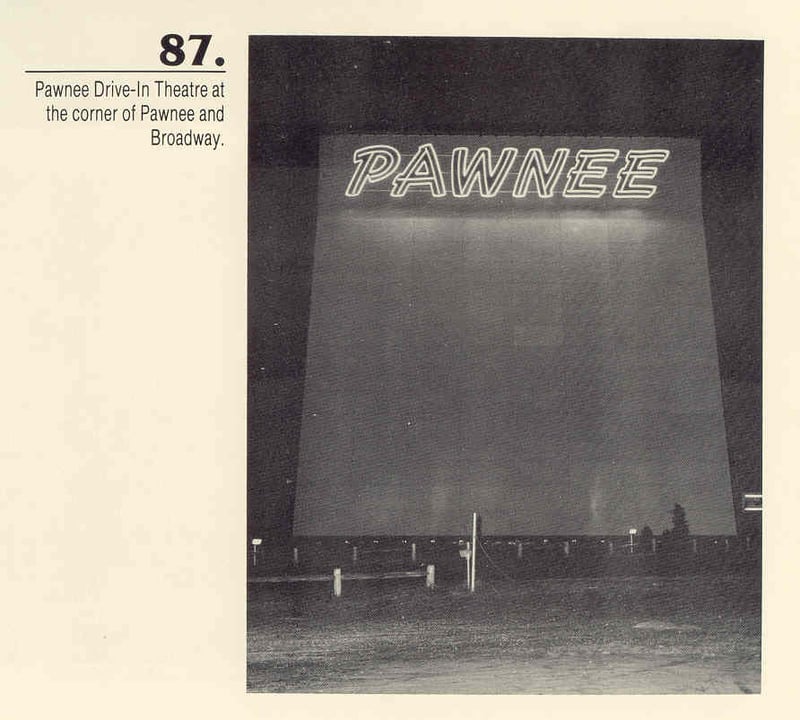 87.
Pawnee Drive-In Theatre at
the corner of Pawnee and
Broadway.
PAWNEE